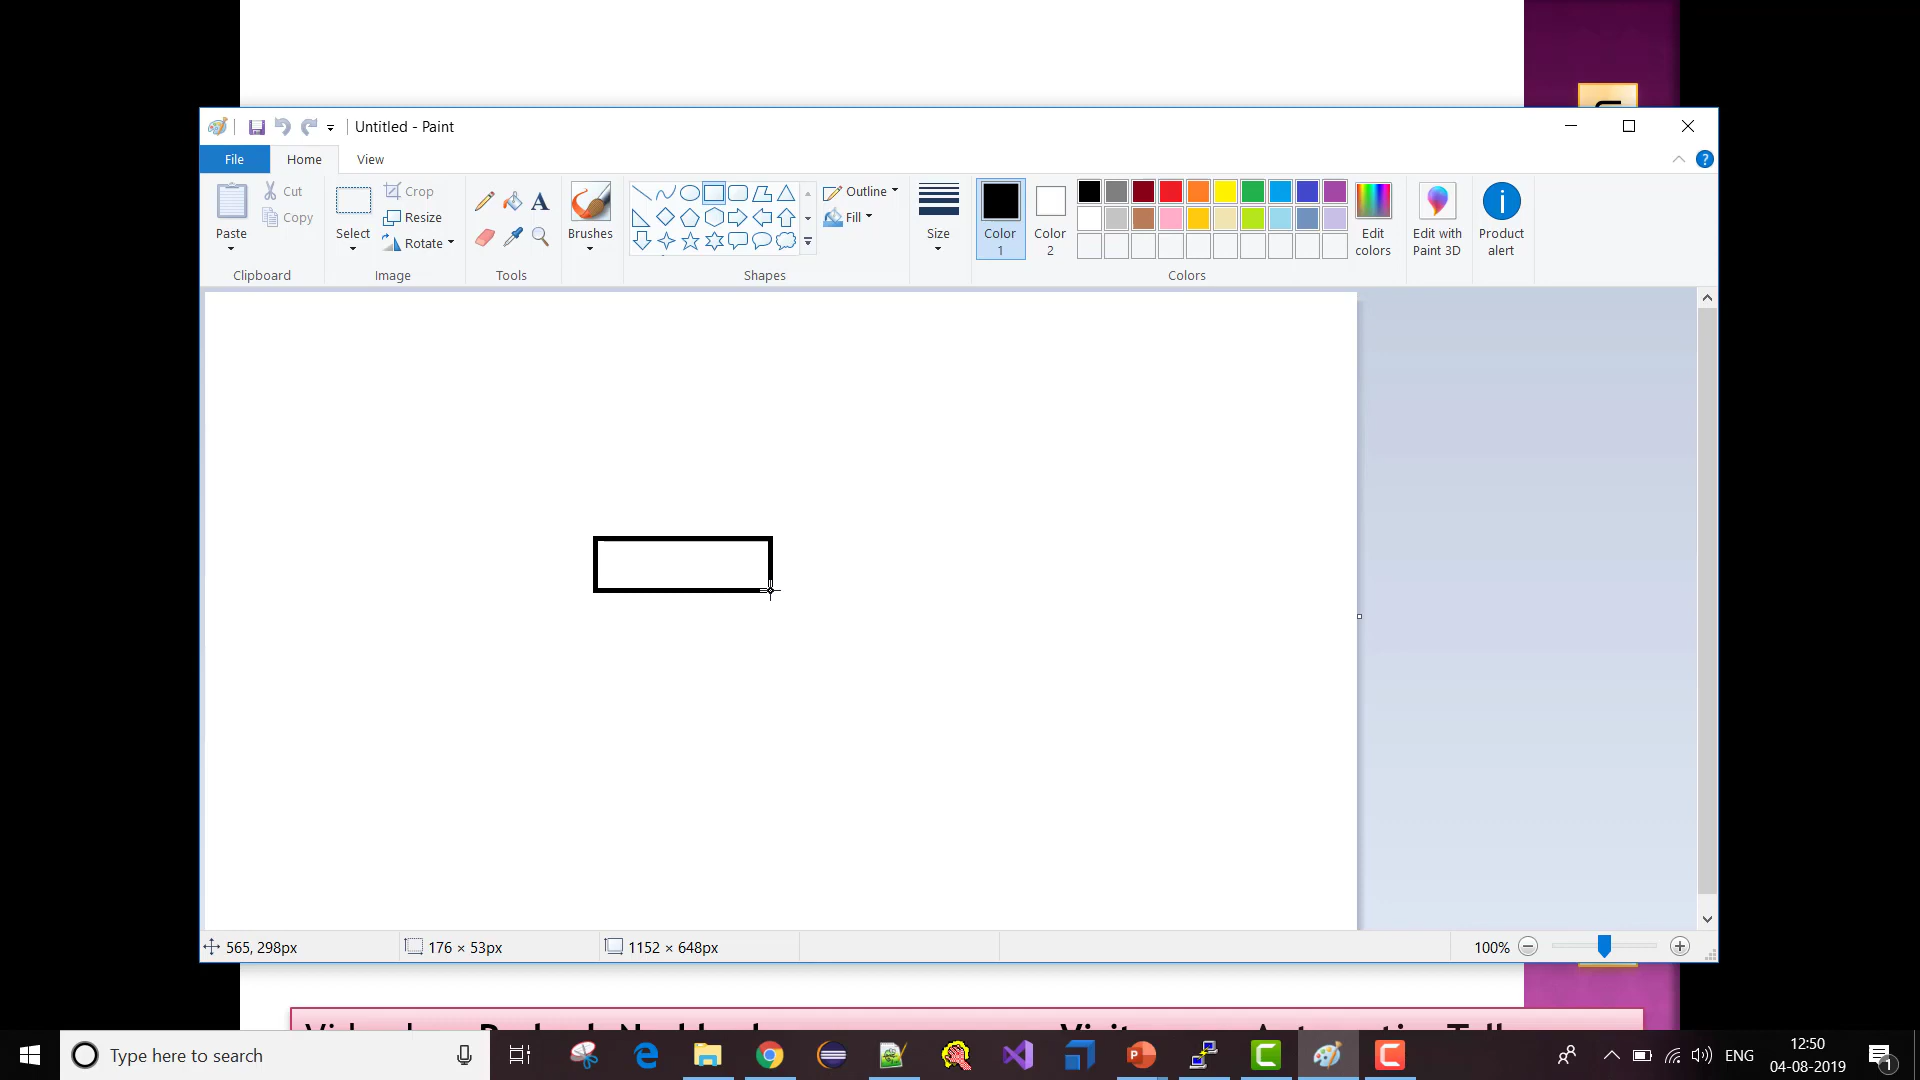 Untitled - Paint
File
Home
View
Paste
Cut
Copy
Clipboard
Select
Crop
Resize
Rotate
Image
A
Tools
Brushes
Outline
Fill
Shapes
Size
Color
1
Color
2
Colors
Edit
colors
Edit with
Paint 3D
Product
alert
565, 298px
176 × 53px
1152 × 648px
100%
Type here to search
ENG
12:50
04-08-2019
1